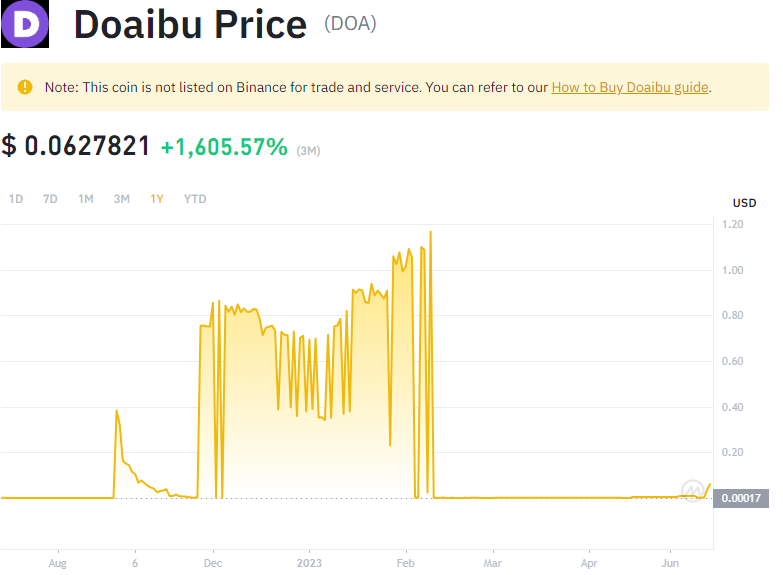 D
Doaibu Price (DOA)
Note: This coin is not listed on Binance for trade and service. You can refer to our How to Buy Doaibu guide.
$ 0.0627821 +1,605.57% (3M)
1D 7D 1M 3M 1Y YTD
USD
1.20
1.00
0.80
0.60
0.40
0.20
0.00017
Aug 6 Dec 2023 Feb Mar Apr Jun